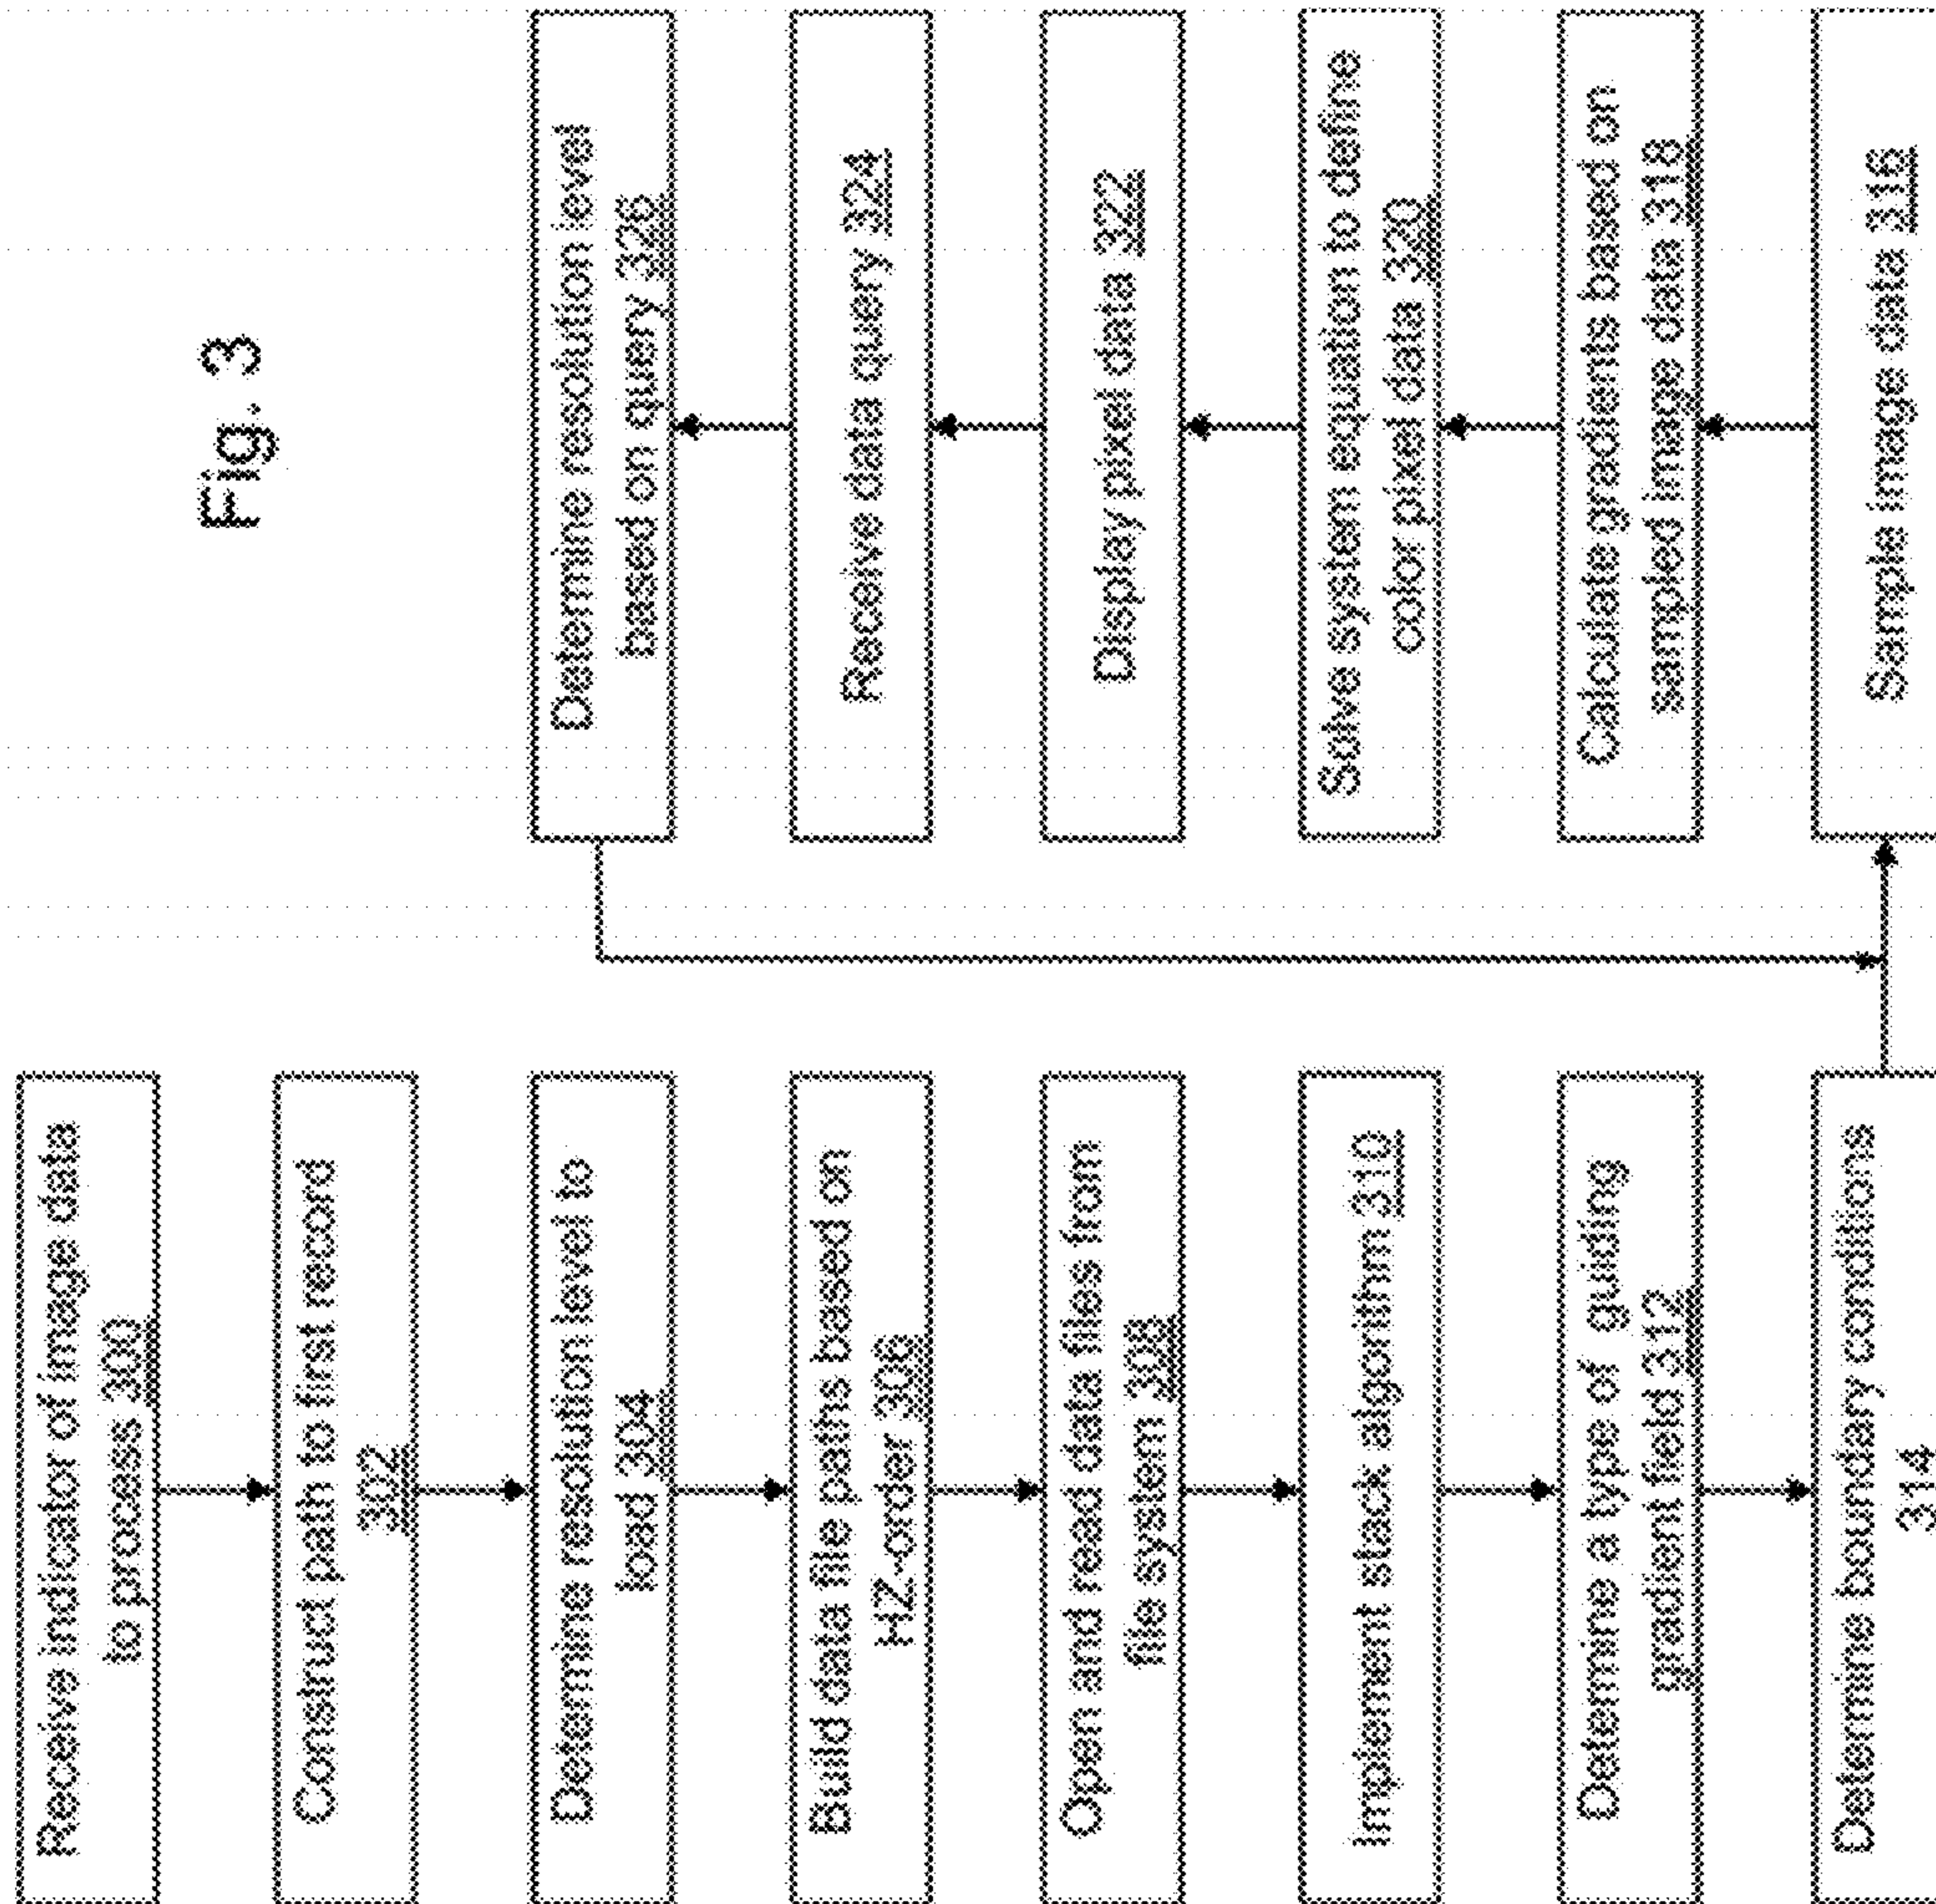 Fig. 3
Receive indicator of image data
to process 300
Construct path to first record
302
Determine resolution level to
load 304
Build data file paths based on
HZ-order 306
Open and read data files from
file system 308
Implement stack algorithm 310
Determine a type of guiding
gradient field 312
Determine boundary conditions
314
Sample image data 316
Calculate gradients based on
sampled image data 318
Solve system equation to define
color pixel data 320
Display pixel data 322
Receive data query 324
Determine resolution level
based on query 326